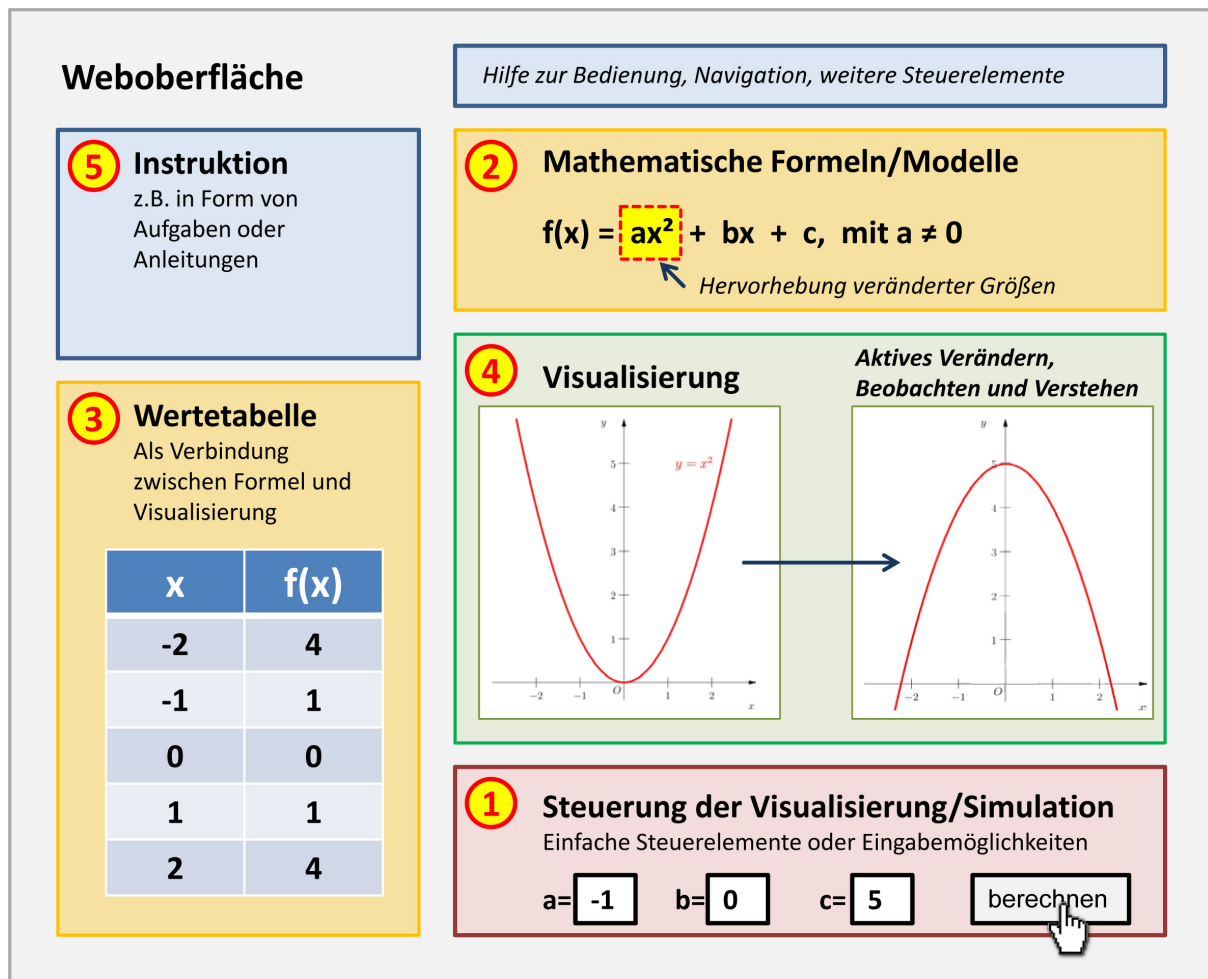 Weboberfläche
Hilfe zur Bedienung, Navigation, weitere Steuerelemente
5 Instruktion
z.B. in Form von
Aufgaben oder
Anleitungen
2 Mathematische Formeln/Modelle
f(x) = ax² + bx + c, mit a ≠ 0
Hervorhebung veränderter Größen
3 Wertetabelle
Als Verbindung
zwischen Formel und
Visualisierung
x f(x)
-2 4
-1 1
0 0
1 1
2 4
4 Visualisierung
Aktives Verändern,
Beobachten und Verstehen
y
y = x²
5
4
3
2
1
−2 −1 O 1 2
x
y
5
4
3
2
1
−2 −1 O 1 2
x
1 Steuerung der Visualisierung/Simulation
Einfache Steuerelemente oder Eingabemöglichkeiten
a= -1 b= 0 c= 5 berechnen